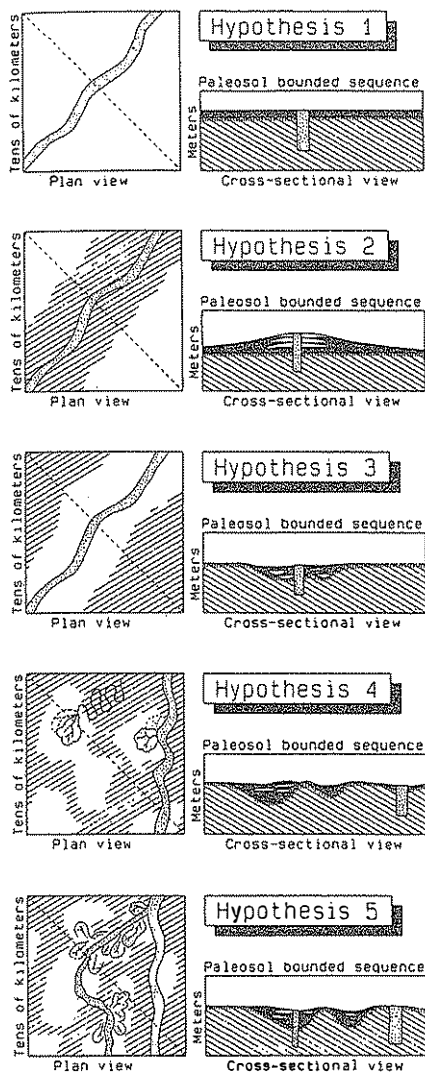 Hypothesis 1
Paleosol bounded sequence
Tens of kilometers
Meters
Plan view
Cross-sectional view
Hypothesis 2
Paleosol bounded sequence
Tens of kilometers
Meters
Plan view
Cross-sectional view
Hypothesis 3
Paleosol bounded sequence
Tens of kilometers
Meters
Plan view
Cross-sectional view
Hypothesis 4
Paleosol bounded sequence
Tens of kilometers
Meters
Plan view
Cross-sectional view
Hypothesis 5
Paleosol bounded sequence
Tens of kilometers
Meters
Plan view
Cross-sectional view